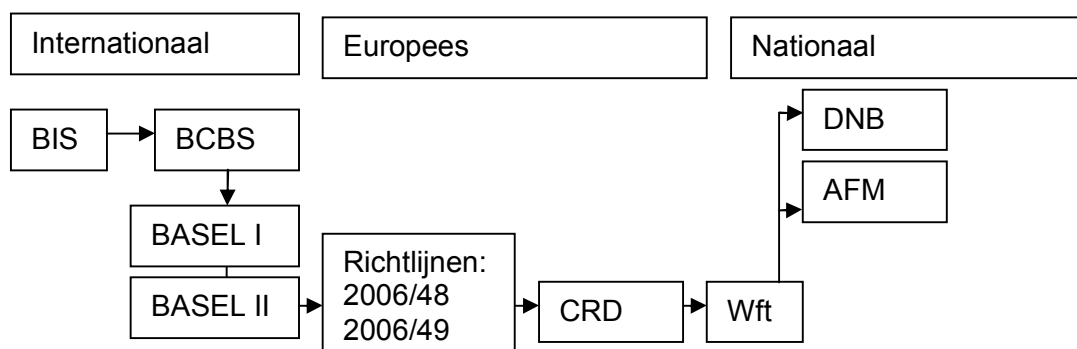 Internationaal
Europees
Nationaal
BIS
BCBS
DNB
AFM
BASEL I
BASEL II
Richtlijnen:
2006/48
2006/49
CRD
Wft